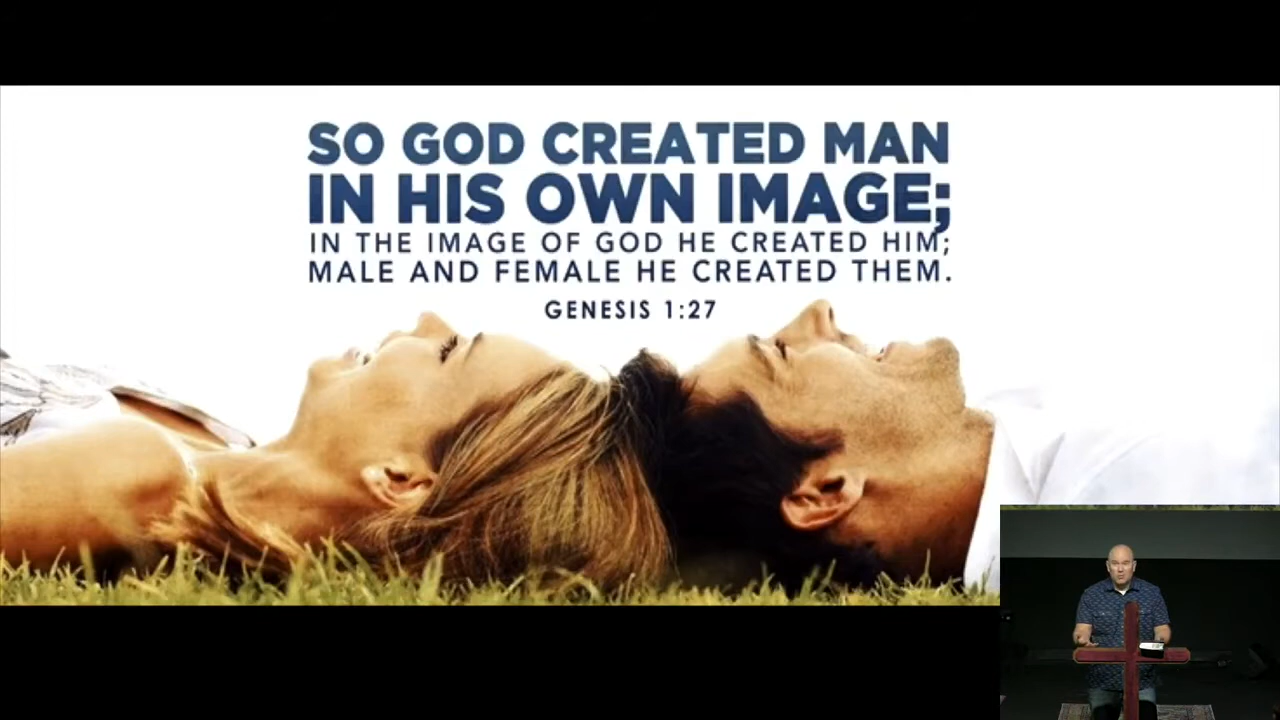 SO GOD CREATED MAN
IN HIS OWN IMAGE;
IN THE IMAGE OF GOD HE CREATED HIM;
MALE AND FEMALE HE CREATED THEM.
GENESIS 1:27